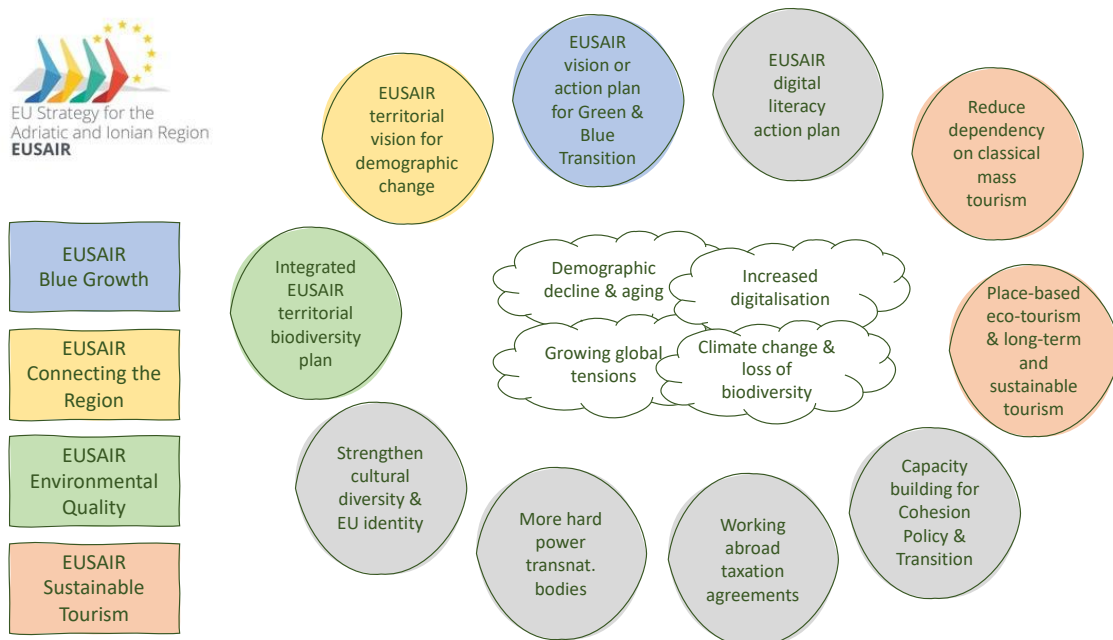 EU Strategy for the
Adriatic and Ionian Region
EUSAIR
EUSAIR
Blue Growth
EUSAIR
Connecting the
Region
EUSAIR
Environmental
Quality
EUSAIR
Sustainable
Tourism
EUSAIR
territorial
vision for
demographic
change
EUSAIR
vision or
action plan
for Green &
Blue
Transition
EUSAIR
digital
literacy
action plan
Reduce
dependency
on classical
mass
tourism
Integrated
EUSAIR
territorial
biodiversity
plan
Demographic
decline & aging
Increased
digitalisation
Growing global
tensions
Climate change &
loss of
biodiversity
Place-based
eco-tourism
& long-term
and
sustainable
tourism
Strengthen
cultural
diversity &
EU identity
More hard
power
transnat.
bodies
Working
abroad
taxation
agreements
Capacity
building for
Cohesion
Policy &
Transition